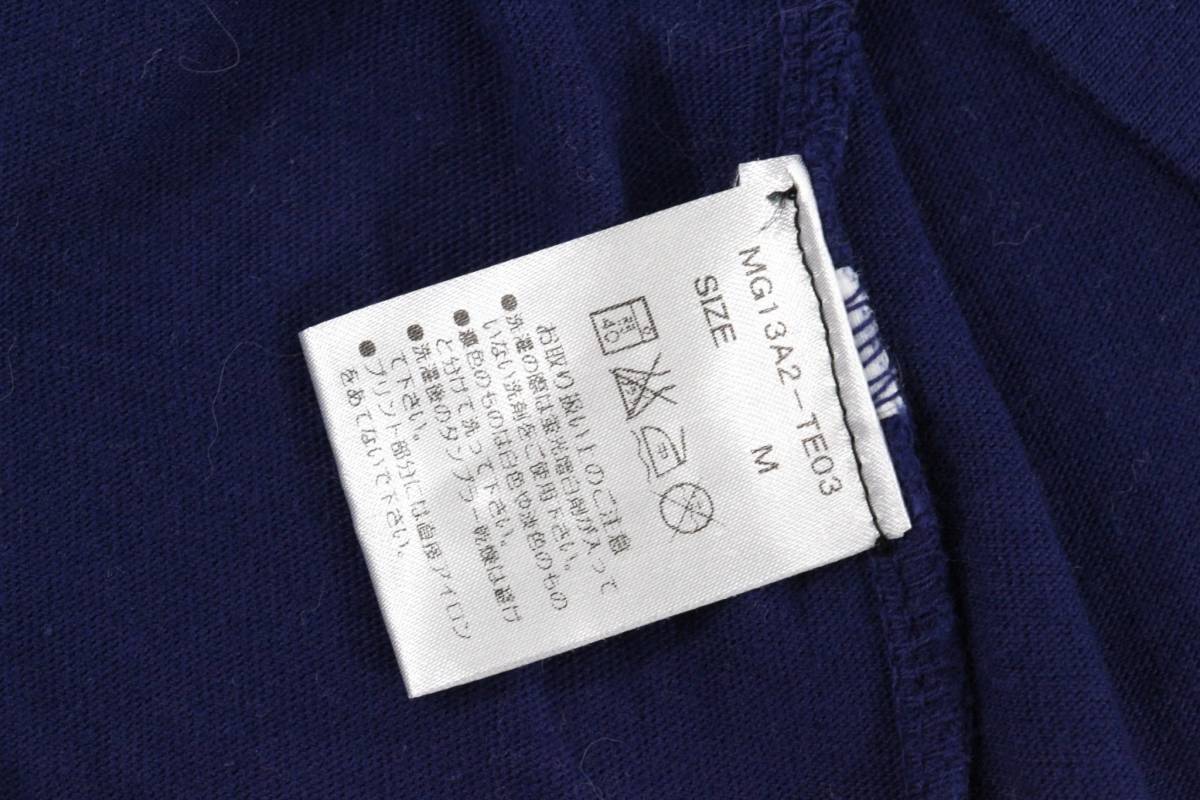 MG13A2-TE03
SIZE M
40
お取り扱い上のご注意
●洗濯の際は蛍光増白剤が入って
いない洗剤をご使用下さい。
●濃色のものは白色や淡色のもの
と分けて洗って下さい。
●洗濯後のタンブラー乾燥は避け
て下さい。
●プリント部分には直接アイロン
をあてないで下さい。